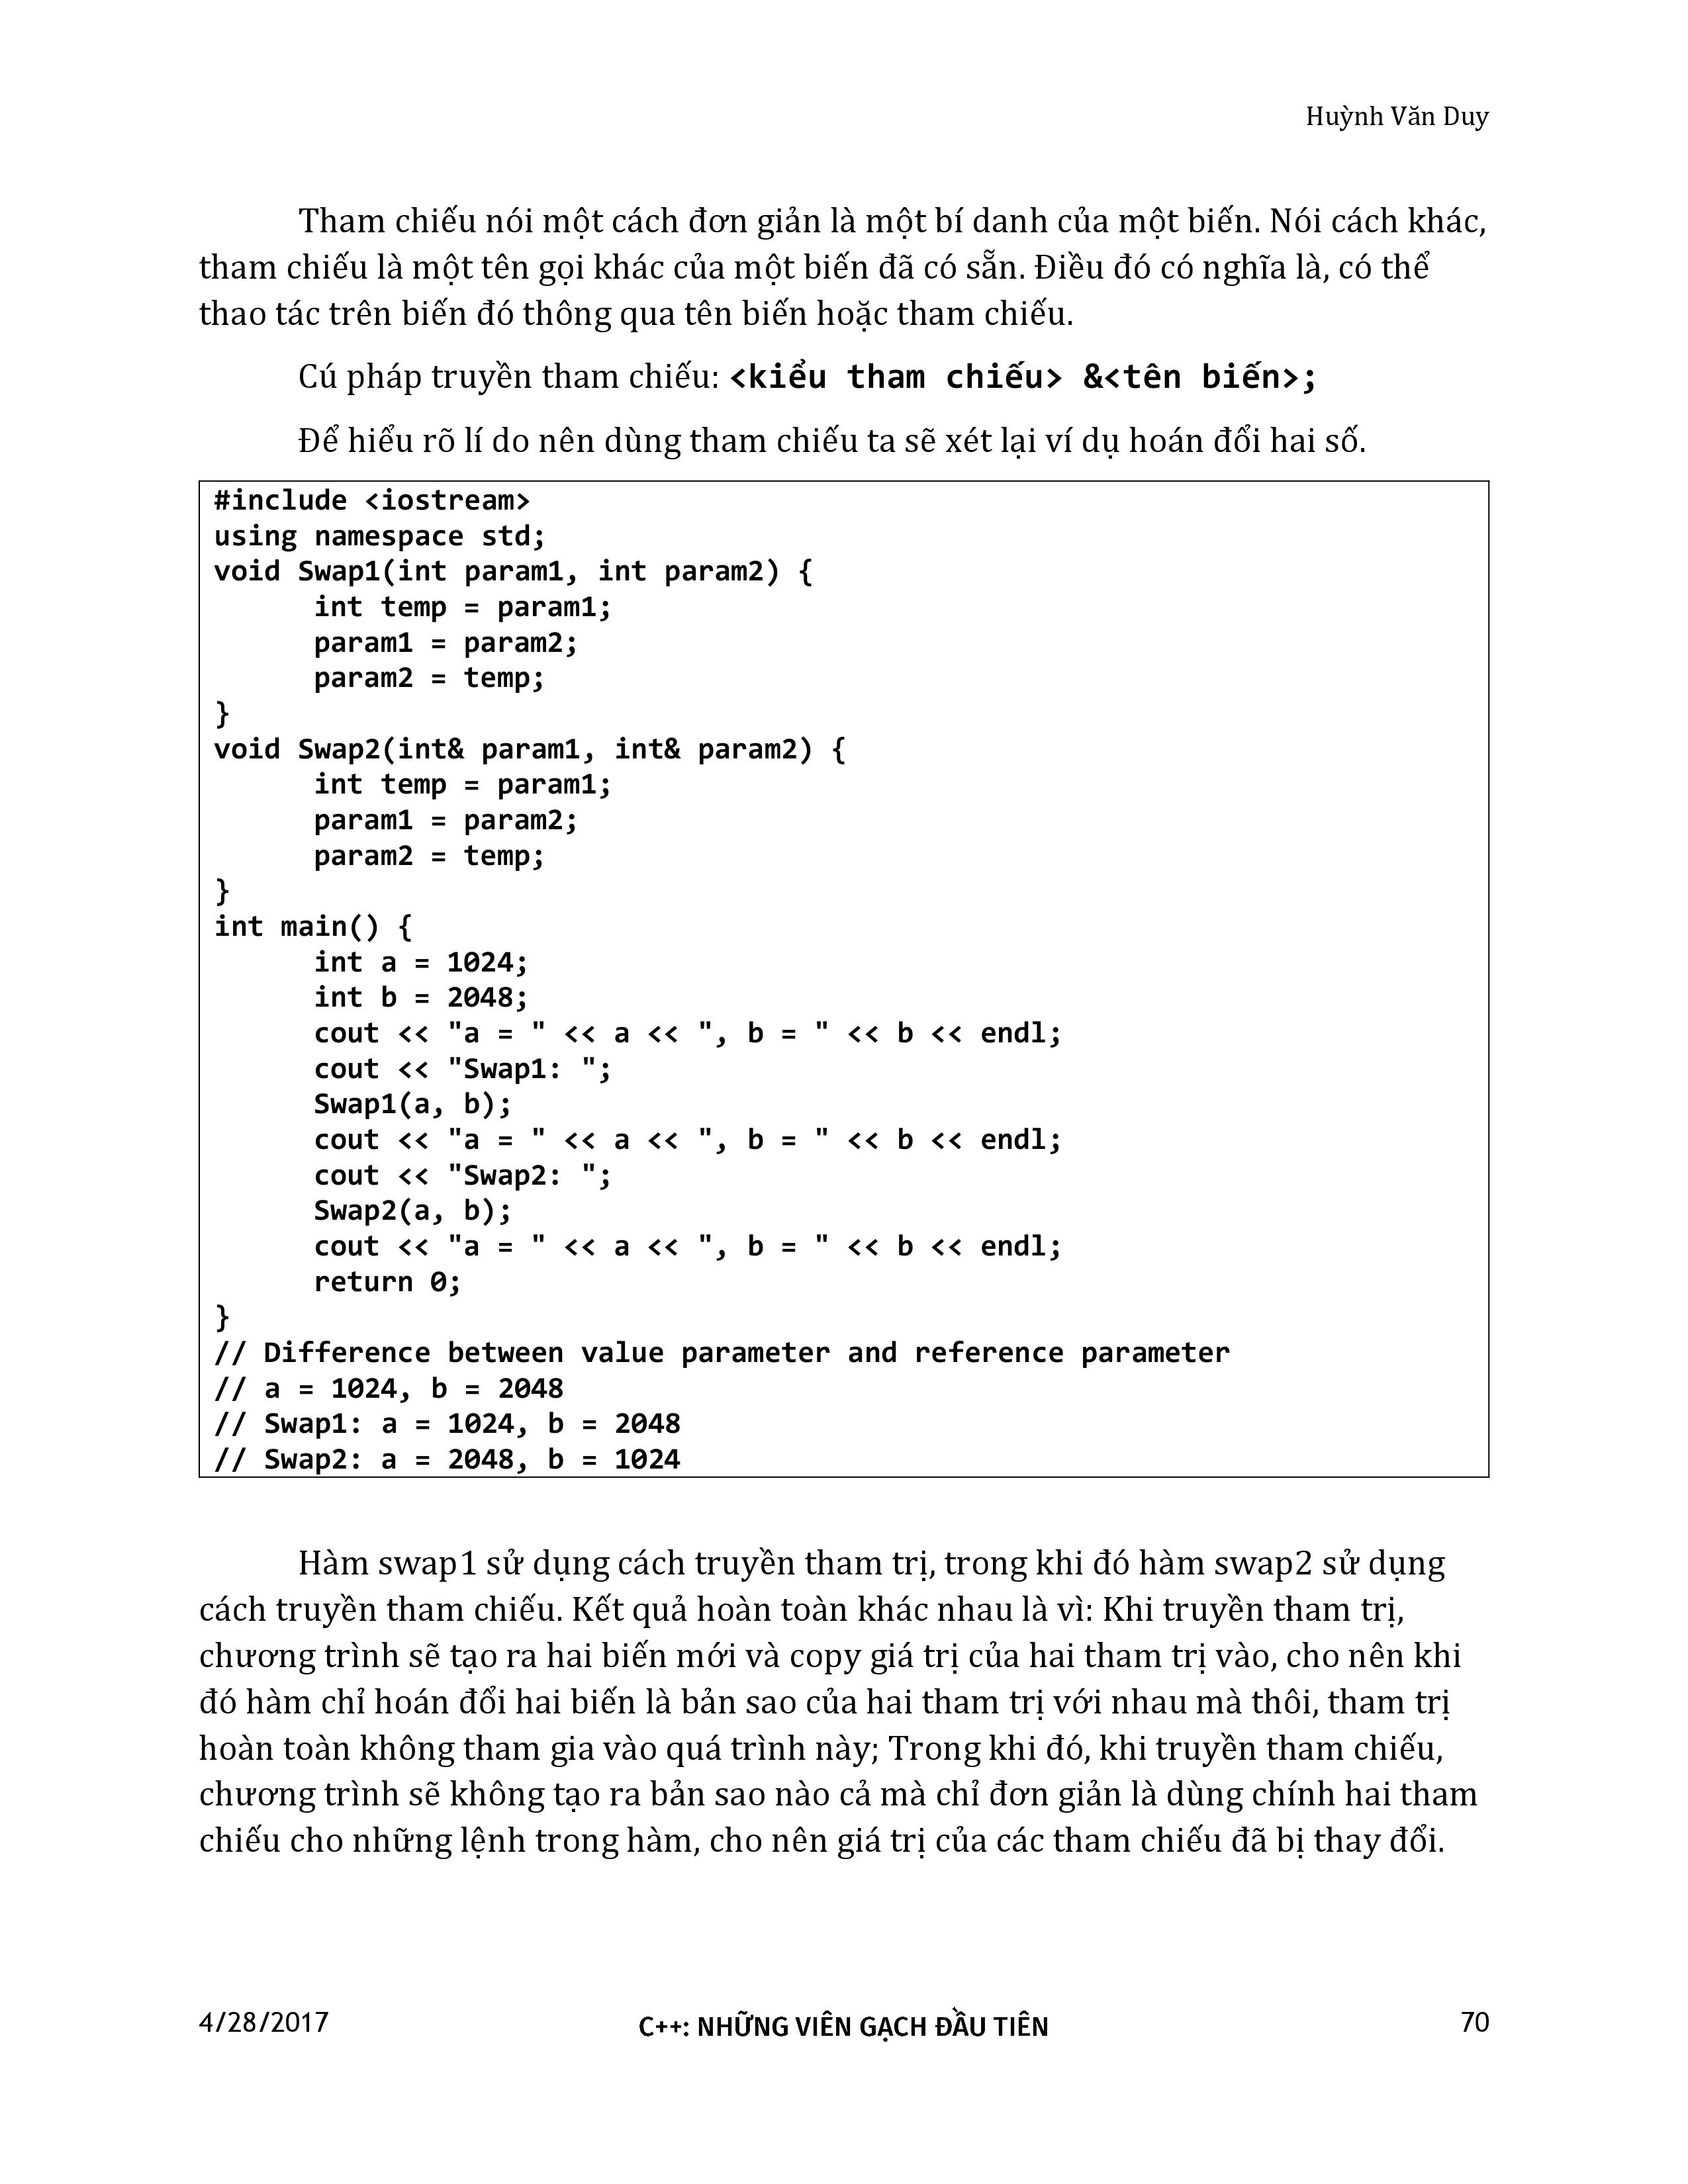 Huỳnh Văn Duy
Tham chiếu nói một cách đơn giản là một bí danh của một biến. Nói cách khác,
tham chiếu là một tên gọi khác của một biến đã có sẵn. Điều đó có nghĩa là, có thể
thao tác trên biến đó thông qua tên biến hoặc tham chiếu.
Cú pháp truyền tham chiếu: <kiểu tham chiếu> &<tên biến>;
Để hiểu rõ lí do nên dùng tham chiếu ta sẽ xét lại ví dụ hoán đổi hai số.
#include <iostream>
using namespace std;
void Swap1(int param1, int param2) {
int temp = param1;
param1 = param2;
param2 = temp;
}
void Swap2(int& param1, int& param2) {
int temp = param1;
param1 = param2;
param2 = temp;
}
int main() {
int a = 1024;
int b = 2048;
cout << "a = " << a << ", b = " << b << endl;
cout << "Swap1: ";
Swap1(a, b);
cout << "a = " << a << ", b = " << b << endl;
cout << "Swap2: ";
Swap2(a, b);
cout << "a = " << a << ", b = " << b << endl;
return 0;
}
// Difference between value parameter and reference parameter
// a = 1024, b = 2048
// Swap1: a = 1024, b = 2048
// Swap2: a = 2048, b = 1024
Hàm swap1 sử dụng cách truyền tham trị, trong khi đó hàm swap2 sử dụng
cách truyền tham chiếu. Kết quả hoàn toàn khác nhau là vì: Khi truyền tham trị,
chương trình sẽ tạo ra hai biến mới và copy giá trị của hai tham trị vào, cho nên khi
đó hàm chỉ hoán đổi hai biến là bản sao của hai tham trị với nhau mà thôi, tham trị
hoàn toàn không tham gia vào quá trình này; Trong khi đó, khi truyền tham chiếu,
chương trình sẽ không tạo ra bản sao nào cả mà chỉ đơn giản là dùng chính hai tham
chiếu cho những lệnh trong hàm, cho nên giá trị của các tham chiếu đã bị thay đổi.
4/28/2017 C++: NHỮNG VIÊN GẠCH ĐẦU TIÊN 70